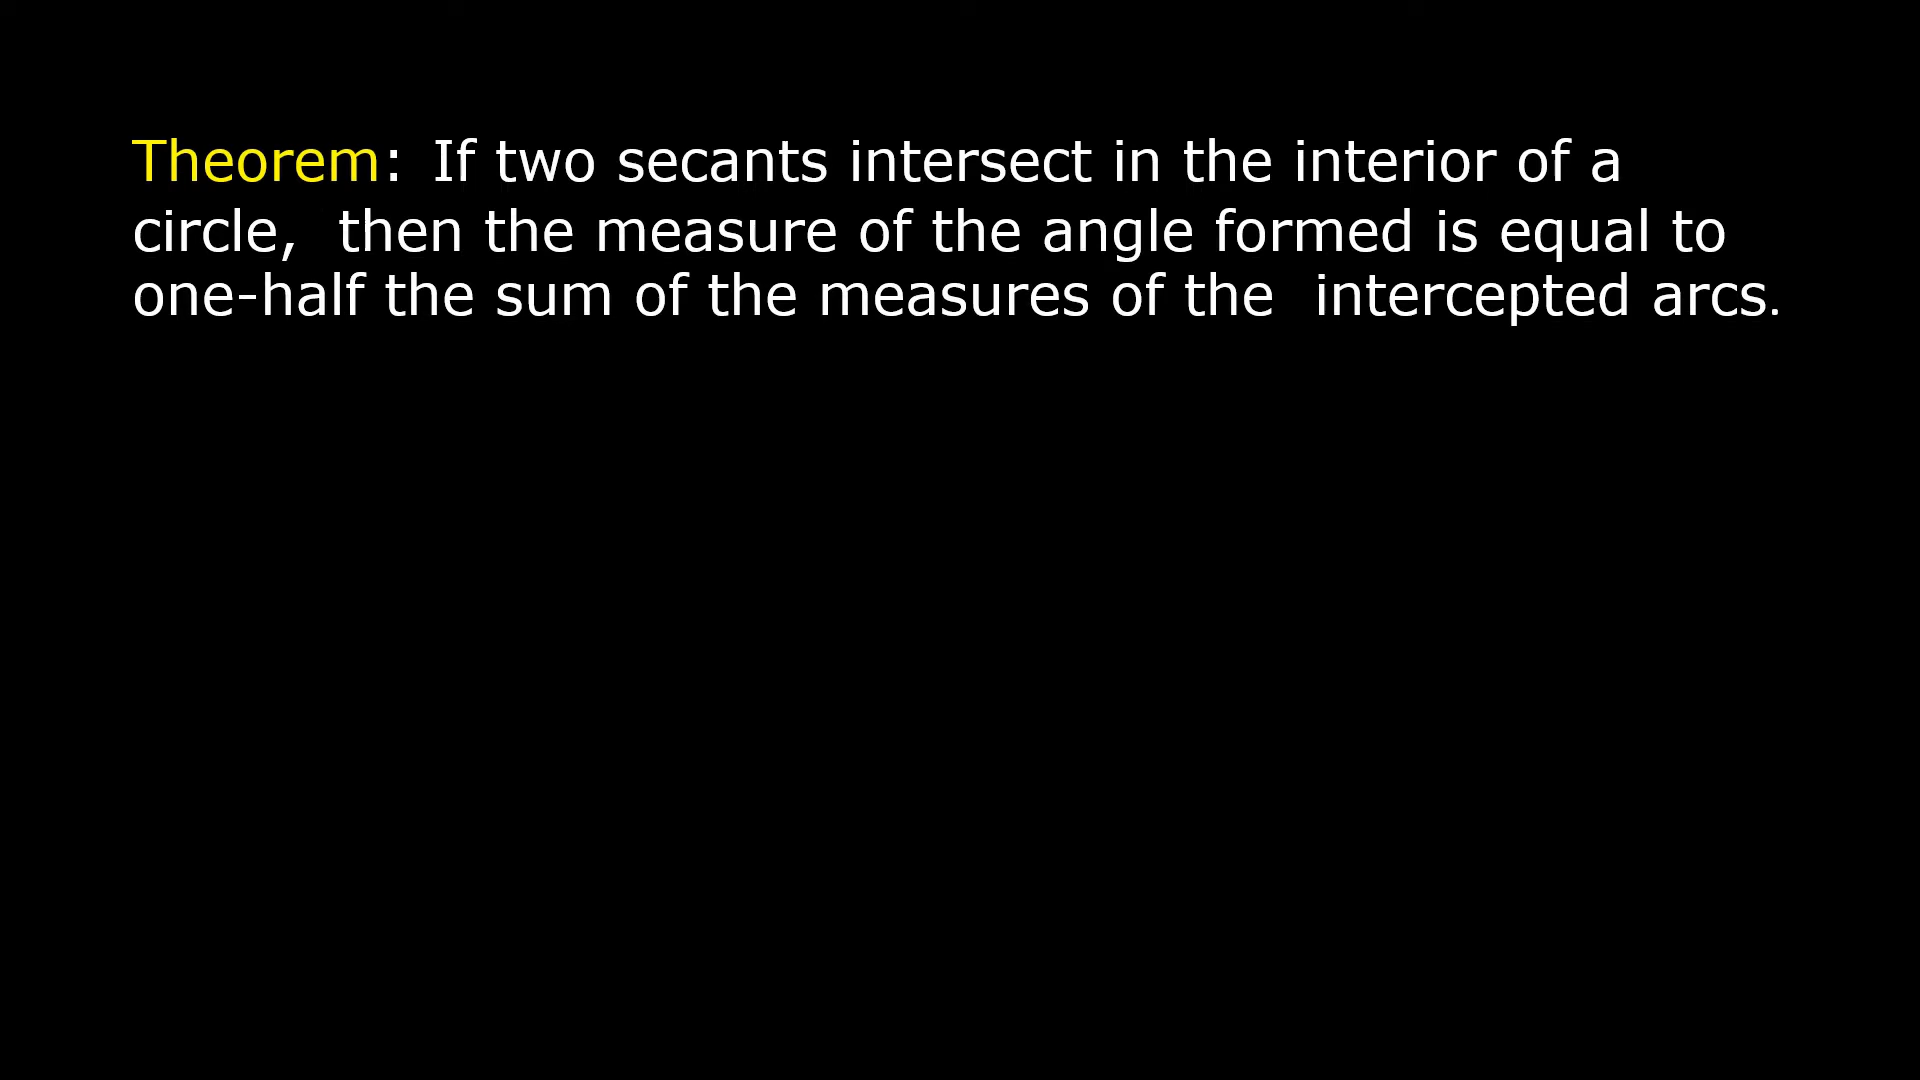 Theorem: If two secants intersect in the interior of a
circle, then the measure of the angle formed is equal to
one-half the sum of the measures of the intercepted arcs.